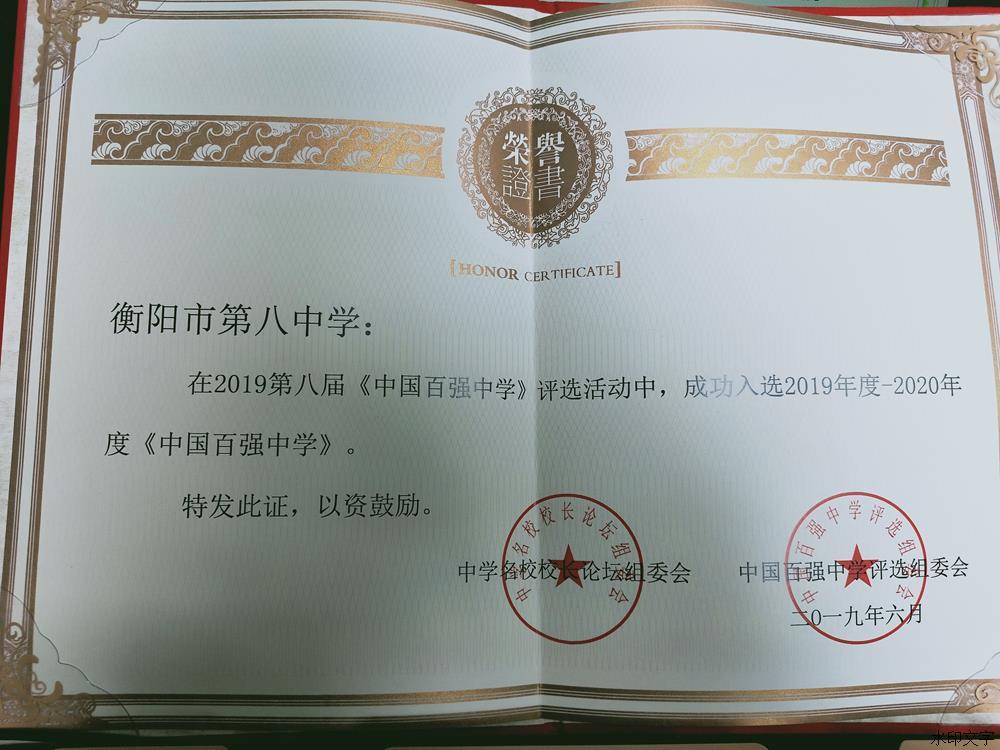 榮譽
證書
[HONOR CERTIFICATE]
衡阳市第八中学：
在2019第八届《中国百强中学》评选活动中，成功入选2019年度-2020年
度《中国百强中学》。
特发此证，以资鼓励。
中学名校校长论坛组委会
中国百强中学评选组委会
中学名校校长论坛组委会 中国百强中学评选组委会
二〇一九年六月
水印文字